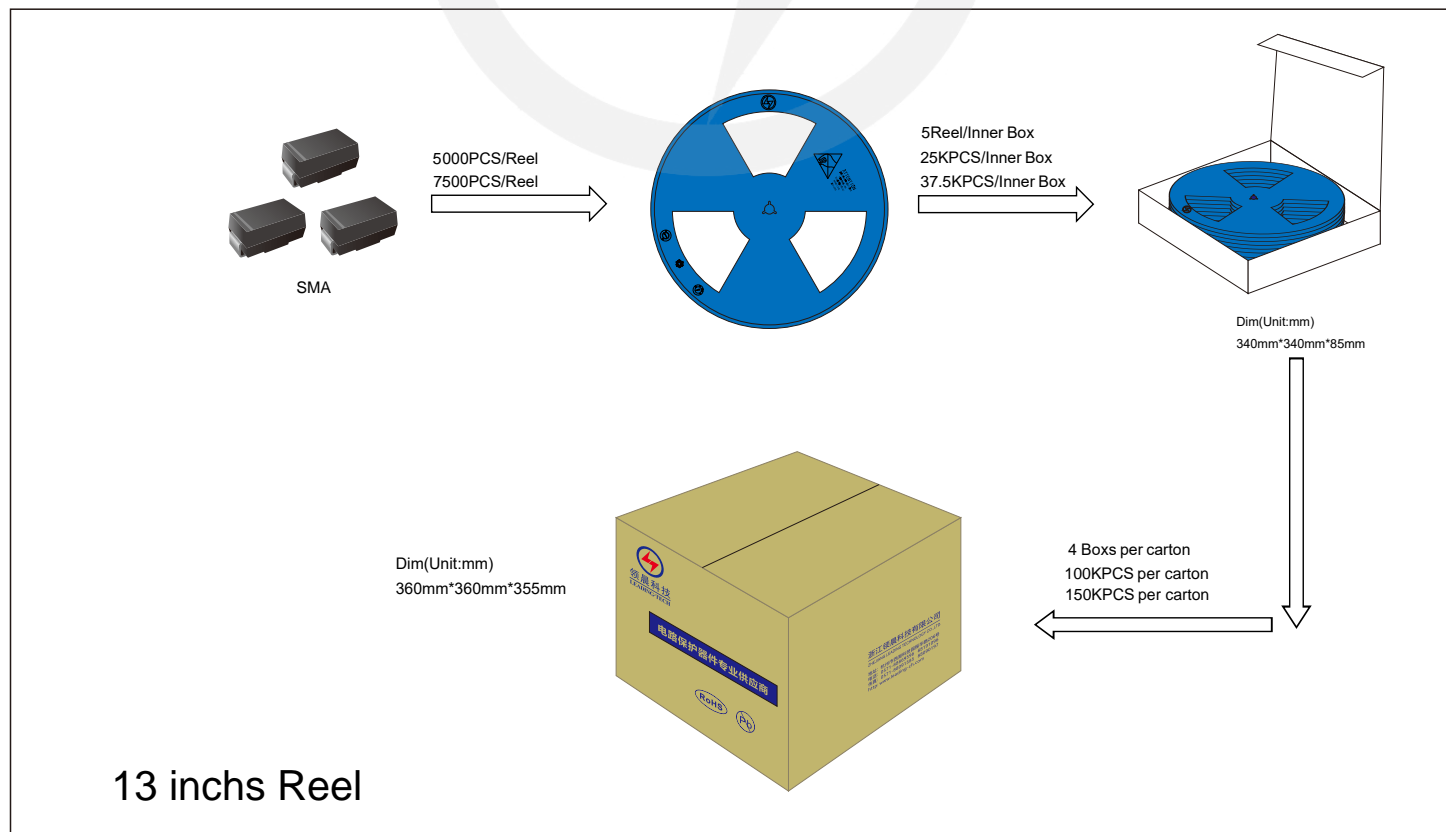 5000PCS/Reel
7500PCS/Reel
SMA
5Reel/Inner Box
25KPCS/Inner Box
37.5KPCS/Inner Box
Dim(Unit:mm)
340mm*340mm*85mm
4 Boxs per carton
100KPCS per carton
150KPCS per carton
Dim(Unit:mm)
360mm*360mm*355mm
领晨科技
LEADING-TECH
电路保护器件专业供应商
RoHS
Pb
浙江领晨科技有限公司
13 inchs Reel